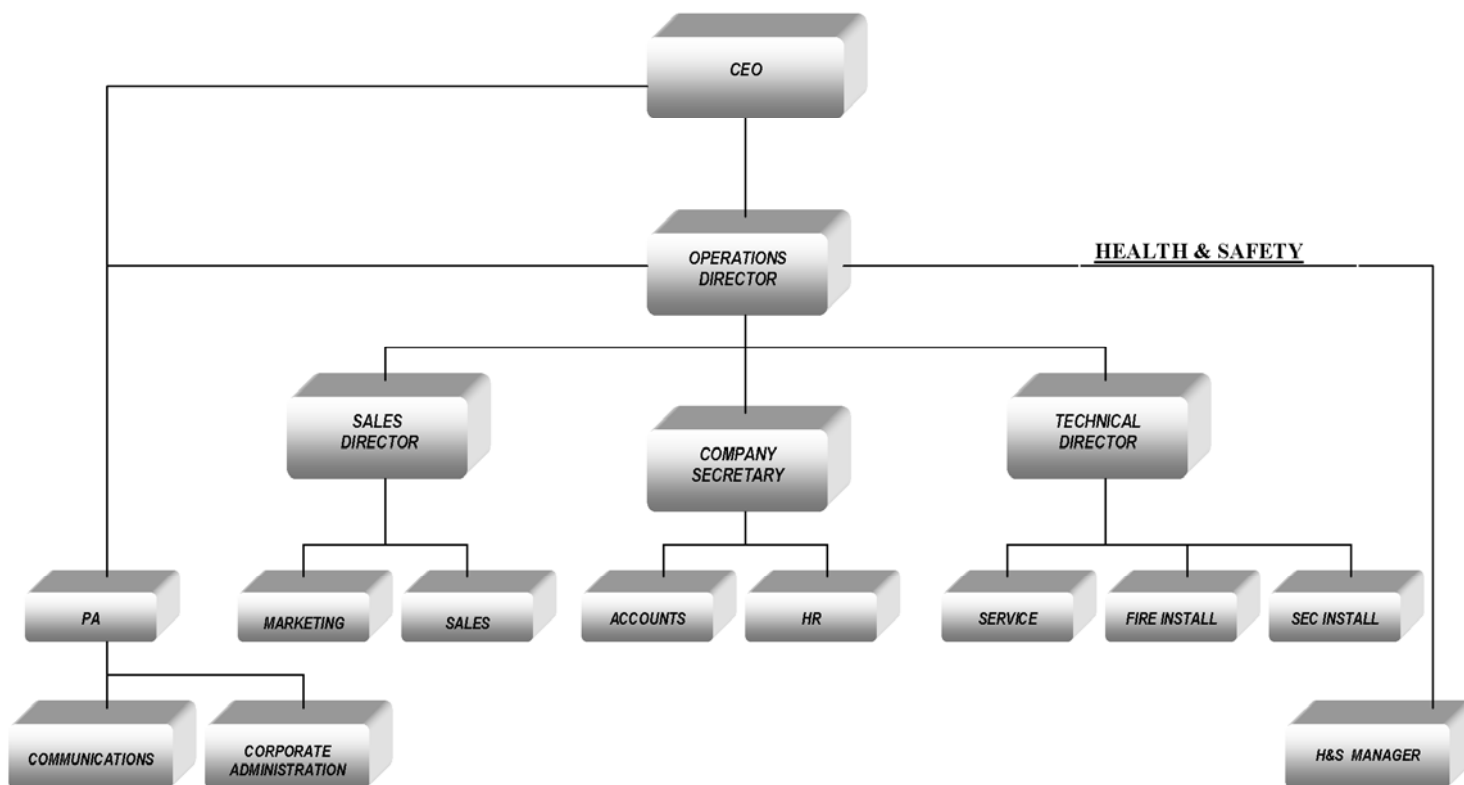 CEO
OPERATIONS
DIRECTOR
HEALTH & SAFETY
SALES
DIRECTOR
COMPANY
SECRETARY
TECHNICAL
DIRECTOR
PA
MARKETING
SALES
ACCOUNTS
HR
SERVICE
FIRE INSTALL
SEC INSTALL
COMMUNICATIONS
CORPORATE
ADMINISTRATION
H&S MANAGER